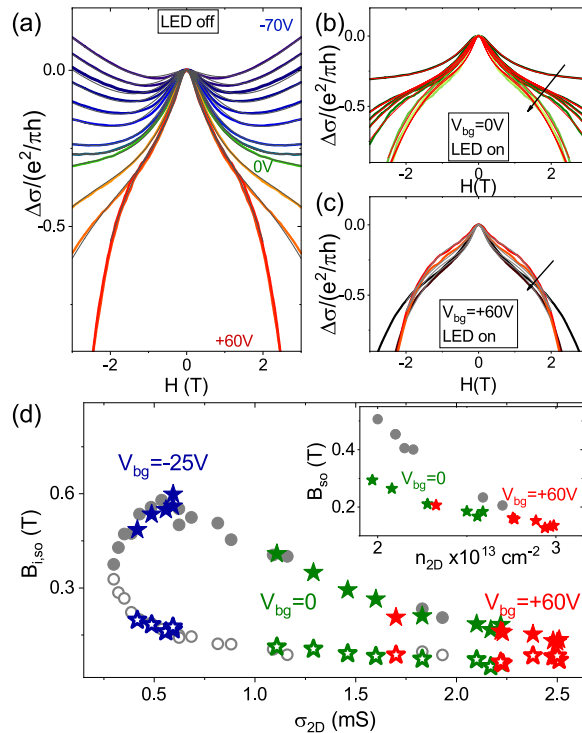 (a)
LED off
-70V
0.0
0V
-0.5
+60V
Δσ/(e²/πh)
-2 0 2
H (T)
(b)
0.0
-0.5
V_bg=0V
LED on
Δσ/(e²/πh)
-2 0 2
H(T)
(c)
0.0
-0.5
V_bg=+60V
LED on
Δσ/(e²/πh)
-2 0 2
H(T)
(d)
V_bg=-25V
0.6
0.3
B_i,so (T)
V_bg=0
V_bg=+60V
0.5 1.0 1.5 2.0 2.5
σ_2D (mS)
0.4
0.2
B_so (T)
V_bg=0
V_bg=+60V
2 3
n_2D x10¹³ cm⁻²